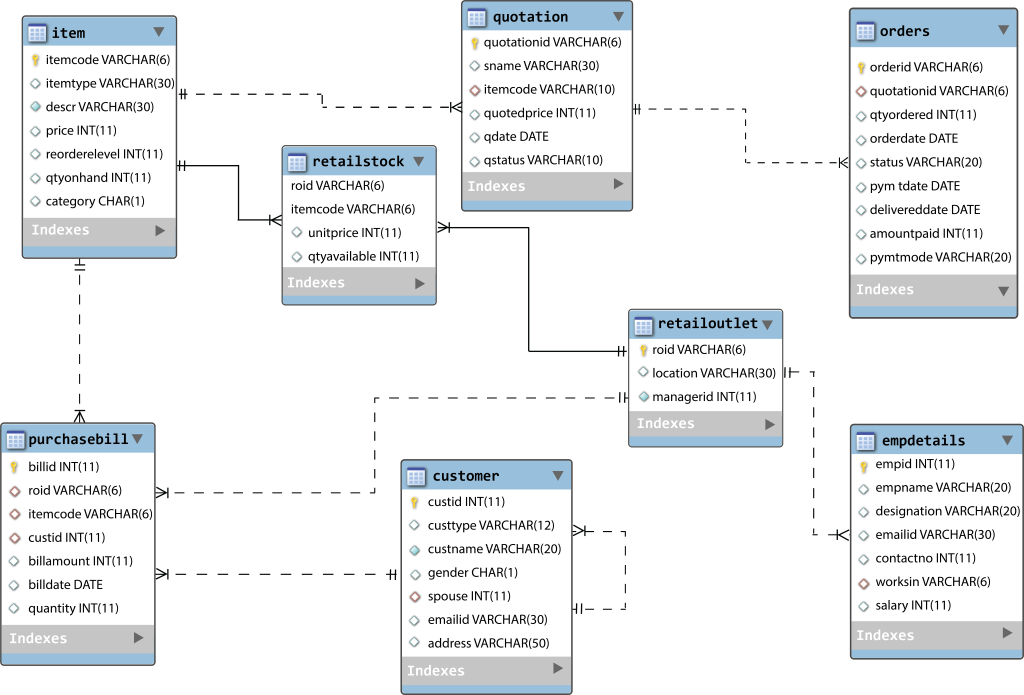 item
itemcode VARCHAR(6)
itemtype VARCHAR(30)
descr VARCHAR(30)
price INT(11)
reorderelevel INT(11)
qtyonhand INT(11)
category CHAR(1)
Indexes
quotation
quotationid VARCHAR(6)
sname VARCHAR(30)
itemcode VARCHAR(10)
quotedprice INT(11)
qdate DATE
qstatus VARCHAR(10)
Indexes
orders
orderid VARCHAR(6)
quotationid VARCHAR(6)
qtyordered INT(11)
orderdate DATE
status VARCHAR(20)
pym tdate DATE
delivereddate DATE
amountpaid INT(11)
pymtmode VARCHAR(20)
Indexes
retailstock
roid VARCHAR(6)
itemcode VARCHAR(6)
unitprice INT(11)
qtyavailable INT(11)
Indexes
retailoutlet
roid VARCHAR(6)
location VARCHAR(30)
managerid INT(11)
Indexes
purchasebill
billid INT(11)
roid VARCHAR(6)
itemcode VARCHAR(6)
custid INT(11)
billamount INT(11)
billdate DATE
quantity INT(11)
Indexes
customer
custid INT(11)
custtype VARCHAR(12)
custname VARCHAR(20)
gender CHAR(1)
spouse INT(11)
emailid VARCHAR(30)
address VARCHAR(50)
Indexes
empdetails
empid INT(11)
empname VARCHAR(20)
designation VARCHAR(20)
emailid VARCHAR(30)
contactno INT(11)
worksin VARCHAR(6)
salary INT(11)
Indexes